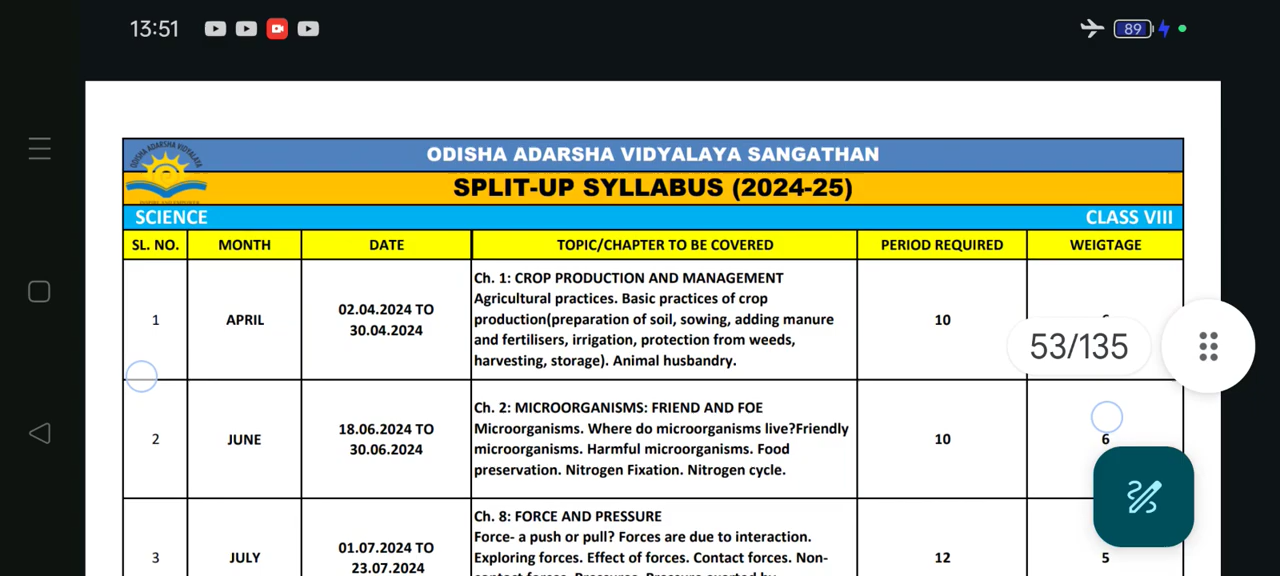 13:51
89
ODISHA ADARSHA VIDYALAYA
ODISHA ADARSHA VIDYALAYA SANGATHAN
SPLIT-UP SYLLABUS (2024-25)
SCIENCE CLASS VIII
SL. NO. MONTH DATE TOPIC/CHAPTER TO BE COVERED PERIOD REQUIRED WEIGTAGE
Ch. 1: CROP PRODUCTION AND MANAGEMENT
Agricultural practices. Basic practices of crop
production(preparation of soil, sowing, adding manure
and fertilisers, irrigation, protection from weeds,
harvesting, storage). Animal husbandry.
1 APRIL 02.04.2024 TO
30.04.2024
10
53/135
Ch. 2: MICROORGANISMS: FRIEND AND FOE
Microorganisms. Where do microorganisms live?Friendly
microorganisms. Harmful microorganisms. Food
preservation. Nitrogen Fixation. Nitrogen cycle.
2 JUNE 18.06.2024 TO
30.06.2024
10 6
Ch. 8: FORCE AND PRESSURE
Force- a push or pull? Forces are due to interaction.
Exploring forces. Effect of forces. Contact forces. Non-
3 JULY 01.07.2024 TO
23.07.2024
12 5